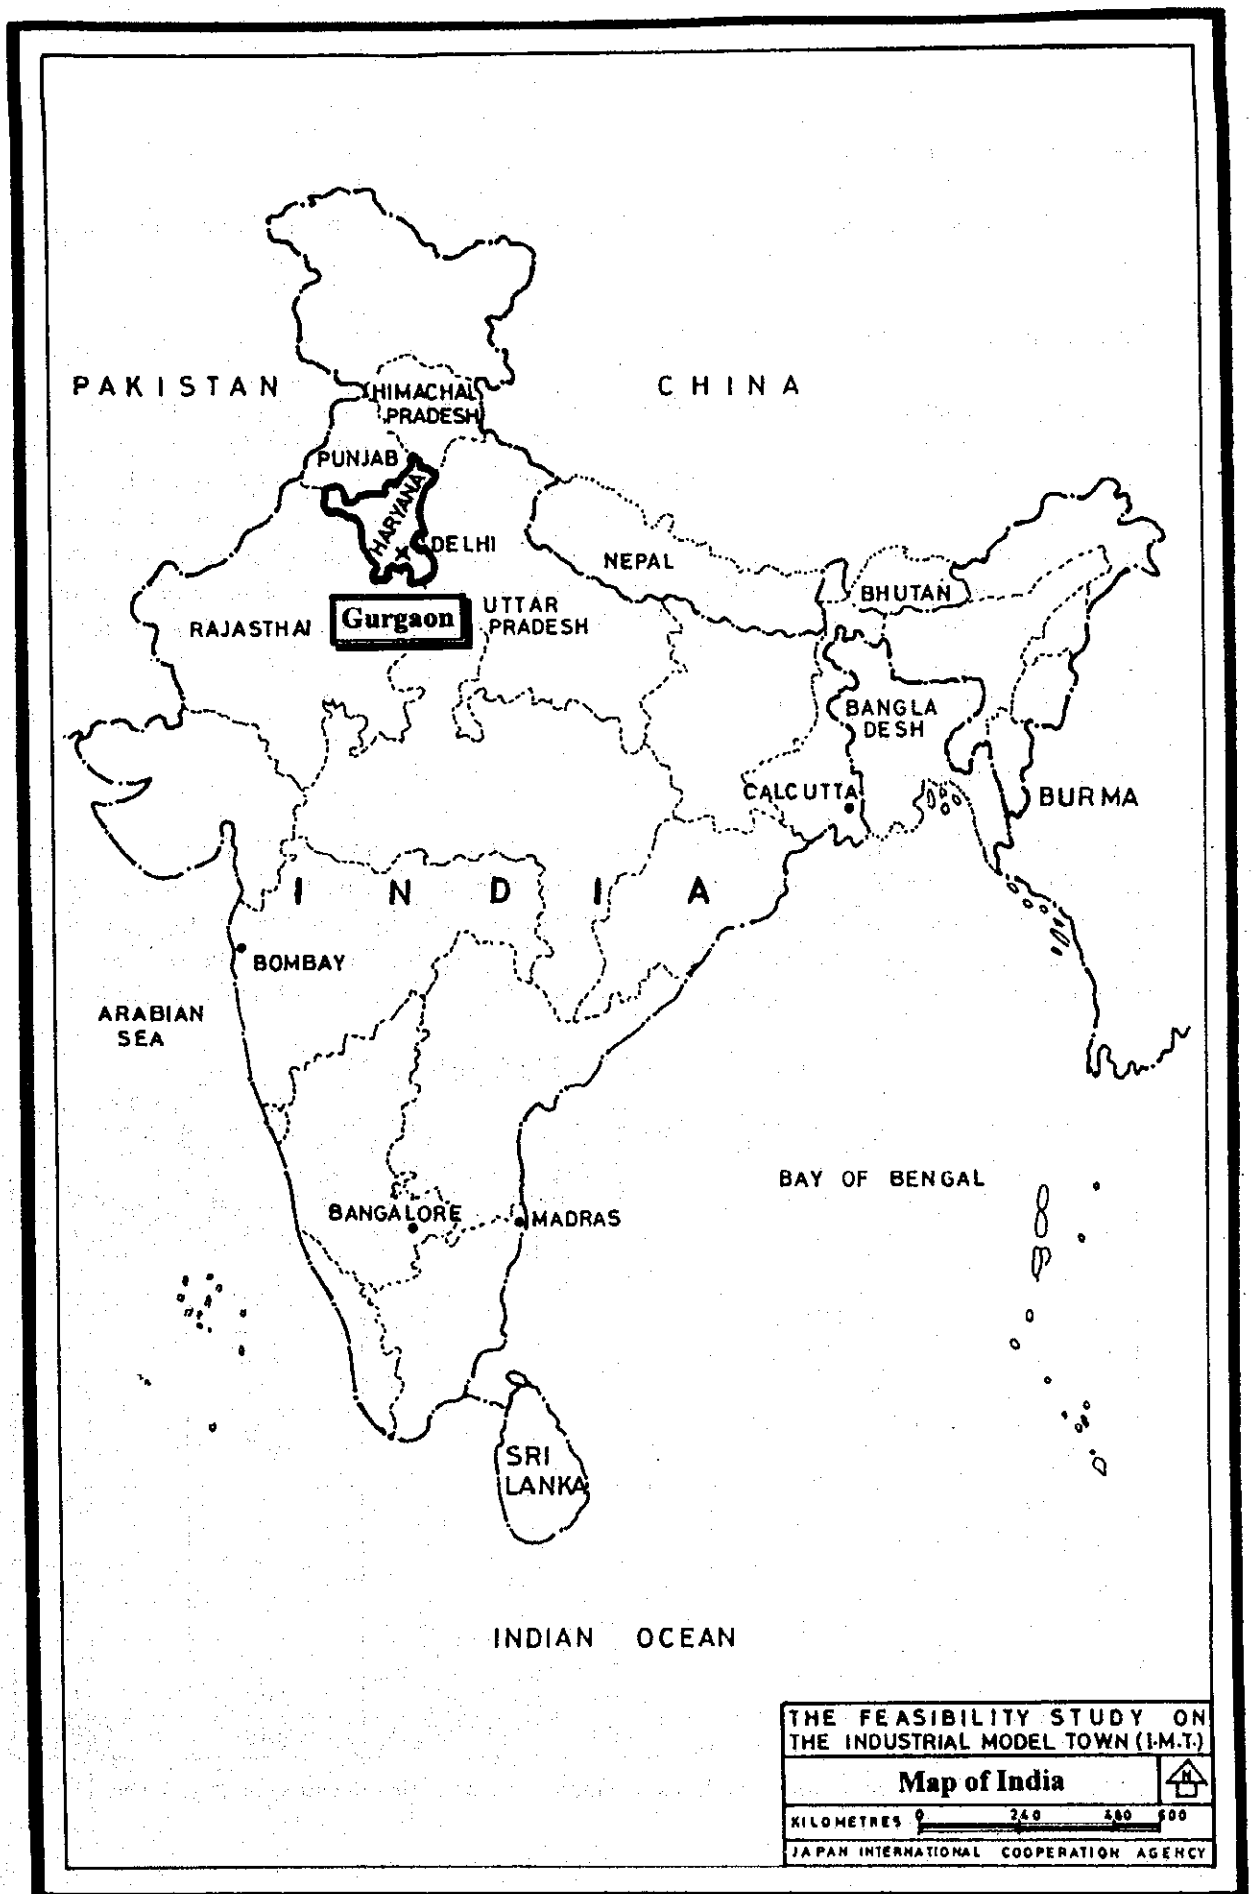 PAKISTAN
CHINA
HIMACHAL
PRADESH
PUNJAB
HARYANA
DELHI
NEPAL
BHUTAN
RAJASTHAI
Gurgaon
UTTAR
PRADESH
BANGLA
DESH
CALCUTTA
BURMA
INDIA
BOMBAY
ARABIAN
SEA
BAY OF BENGAL
BANGALORE
MADRAS
SRI
LANKA
INDIAN OCEAN
THE FEASIBILITY STUDY ON
THE INDUSTRIAL MODEL TOWN (I.M.T.)
Map of India
N
KILOMETRES 0 240 600
JAPAN INTERNATIONAL COOPERATION AGENCY